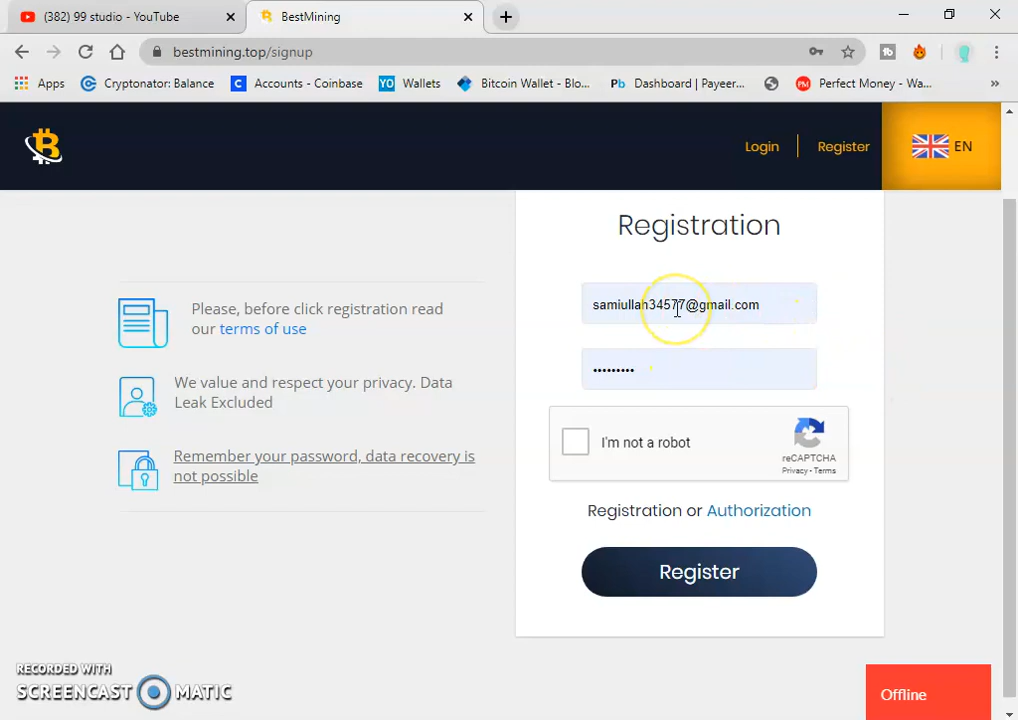 (382) 99 studio - YouTube
BestMining
bestmining.top/signup
Apps
Cryptonator: Balance
Accounts - Coinbase
YO Wallets
Bitcoin Wallet - Blo...
Pb Dashboard | Payeer...
PM Perfect Money - Wa...
»
Login
Register
EN
Registration
samiullah34577@gmail.com
•••••••••
Please, before click registration read
our terms of use
We value and respect your privacy. Data
Leak Excluded
Remember your password, data recovery is
not possible
I'm not a robot
reCAPTCHA
Privacy - Terms
Registration or Authorization
Register
RECORDED WITH
SCREENCAST MATIC
Offline